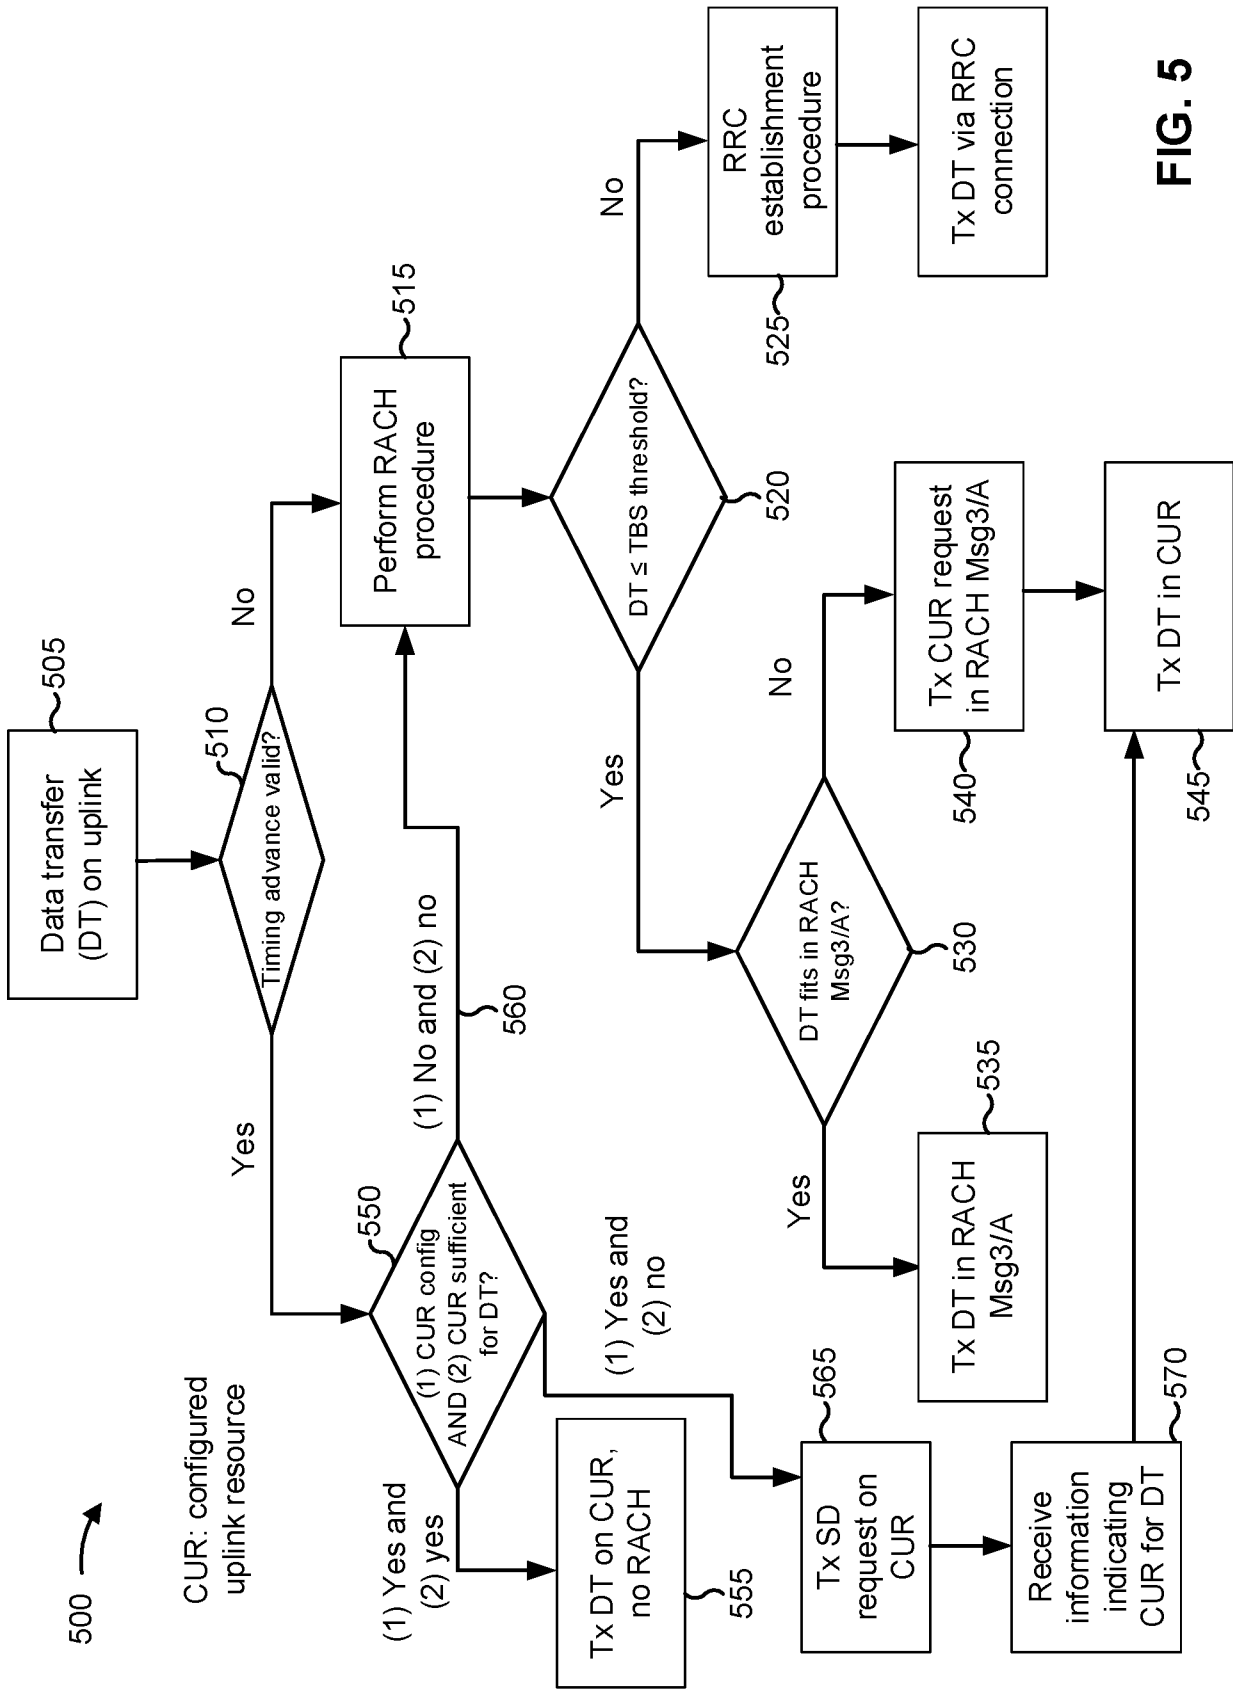 500
CUR: configured
uplink resource
Data transfer
(DT) on uplink
505
Timing advance valid?
510
Yes
No
(1) CUR config
AND (2) CUR sufficient
for DT?
550
(1) No and (2) no
560
Perform RACH
procedure
515
(1) Yes and
(2) yes
Tx DT on CUR,
no RACH
555
(1) Yes and
(2) no
DT ≤ TBS threshold?
520
Yes
No
RRC
establishment
procedure
525
Tx SD
request on
CUR
565
DT fits in RACH
Msg3/A?
530
Yes
No
Tx DT in RACH
Msg3/A
535
Tx CUR request
in RACH Msg3/A
540
Tx DT via RRC
connection
Receive
information
indicating
CUR for DT
570
Tx DT in CUR
545
FIG. 5